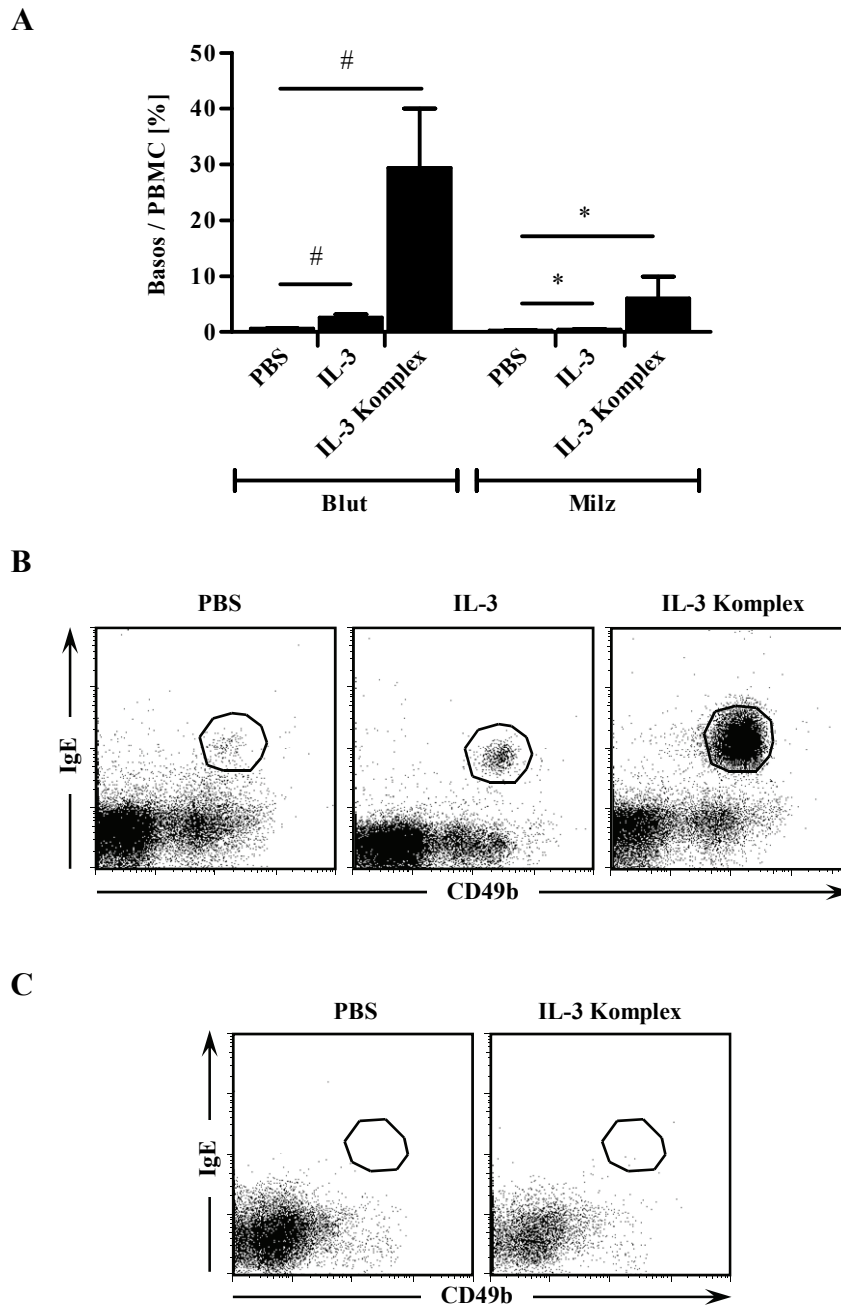 A
Basos / PBMC [%]
50
40
30
20
10
0
#
#
*
*
PBS
IL-3
IL-3 Komplex
PBS
IL-3
IL-3 Komplex
Blut
Milz
B
PBS
IL-3
IL-3 Komplex
IgE
CD49b
C
PBS
IL-3 Komplex
IgE
CD49b